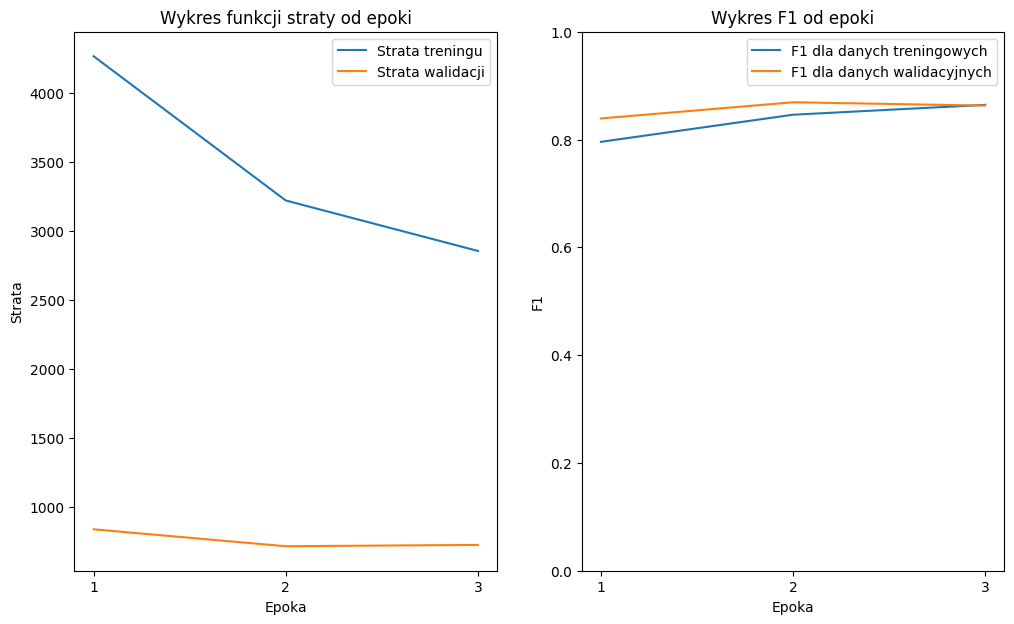 Wykres funkcji straty od epoki
Strata treningu
Strata walidacji
4000
3500
3000
2500
2000
1500
1000
Strata
1
2
3
Epoka
Wykres F1 od epoki
F1 dla danych treningowych
F1 dla danych walidacyjnych
1.0
0.8
0.6
0.4
0.2
0.0
F1
1
2
3
Epoka